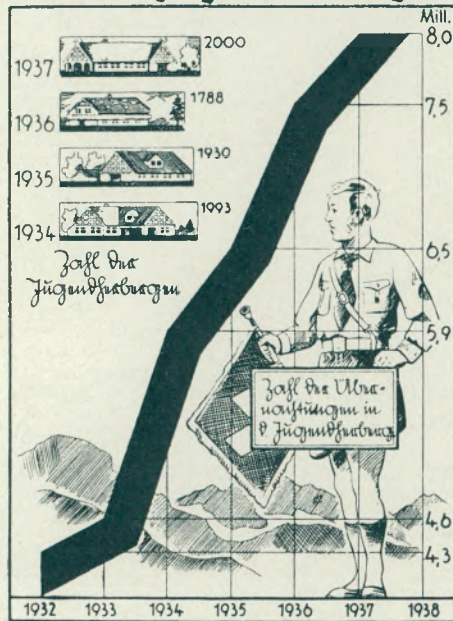 Mill.
8,0
7,5
6,5
5,9
4,6
4,3
1937 2000
1936 1788
1935 1930
1934 1993
Zahl der
Jugendherbergen
Zahl der Über-
nachtungen in
d. Jugendherberg.
1932 1933 1934 1935 1936 1937 1938